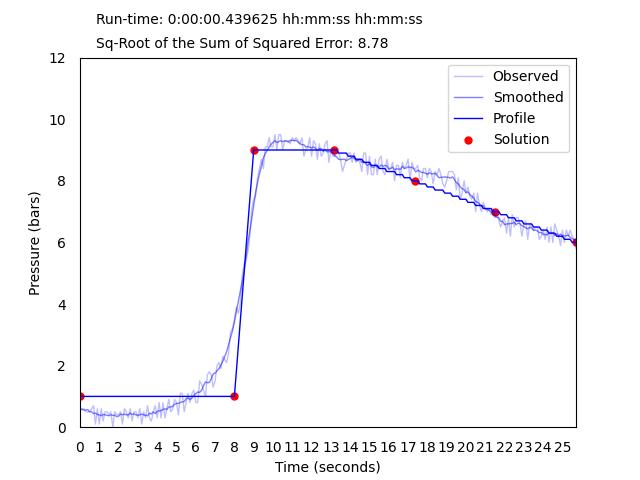 Run-time: 0:00:00.439625 hh:mm:ss hh:mm:ss
Sq-Root of the Sum of Squared Error: 8.78
12
10
8
6
4
2
0
Pressure (bars)
Observed
Smoothed
Profile
Solution
0 1 2 3 4 5 6 7 8 9 10 11 12 13 14 15 16 17 18 19 20 21 22 23 24 25
Time (seconds)